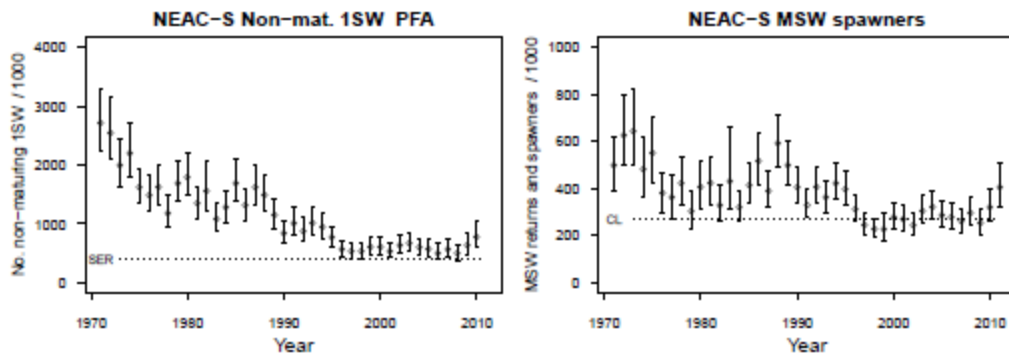 NEAC−S Non−mat. 1SW PFA
No. non−maturing 1SW / 1000
4000
3000
2000
1000
0
SER
1970
1980
1990
2000
2010
Year
NEAC−S MSW spawners
MSW returns and spawners / 1000
1000
800
600
400
200
0
CL
1970
1980
1990
2000
2010
Year